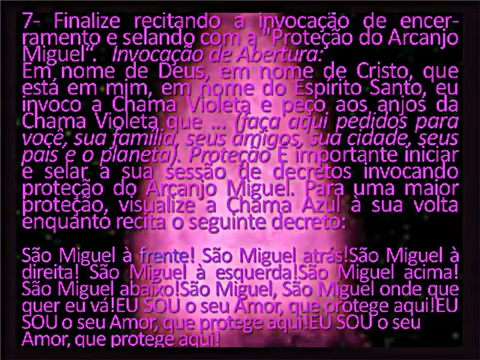 7- Finalize recitando a invocação de encer-
ramento e selando com a "Proteção do Arcanjo
Miguel". Invocação de Abertura:
Em nome de Deus, em nome de Cristo, que
está em mim, em nome do Espírito Santo, eu
invoco a Chama Violeta e peço aos anjos da
Chama Violeta que ... (faça aqui pedidos para
você, sua família, seus amigos, sua cidade, seus
país e o planeta). Proteção É importante iniciar
e selar a sua sessão de decretos invocando
proteção do Arcanjo Miguel. Para uma maior
proteção, visualize a Chama Azul à sua volta
enquanto recita o seguinte decreto:
São Miguel à frente! São Miguel atrás!São Miguel à
direita! São Miguel à esquerda!São Miguel acima!
São Miguel abaixo!São Miguel, São Miguel onde que
quer eu vá!EU SOU o seu Amor, que protege aqui!EU
SOU o seu Amor, que protege aqui!EU SOU o seu
Amor, que protege aqui!